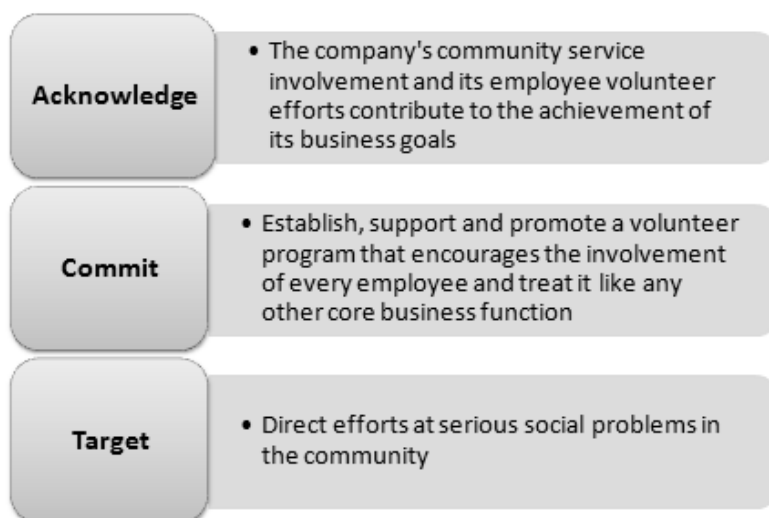 Acknowledge
• The company's community service
involvement and its employee volunteer
efforts contribute to the achievement of
its business goals
Commit
• Establish, support and promote a volunteer
program that encourages the involvement
of every employee and treat it like any
other core business function
Target
• Direct efforts at serious social problems in
the community